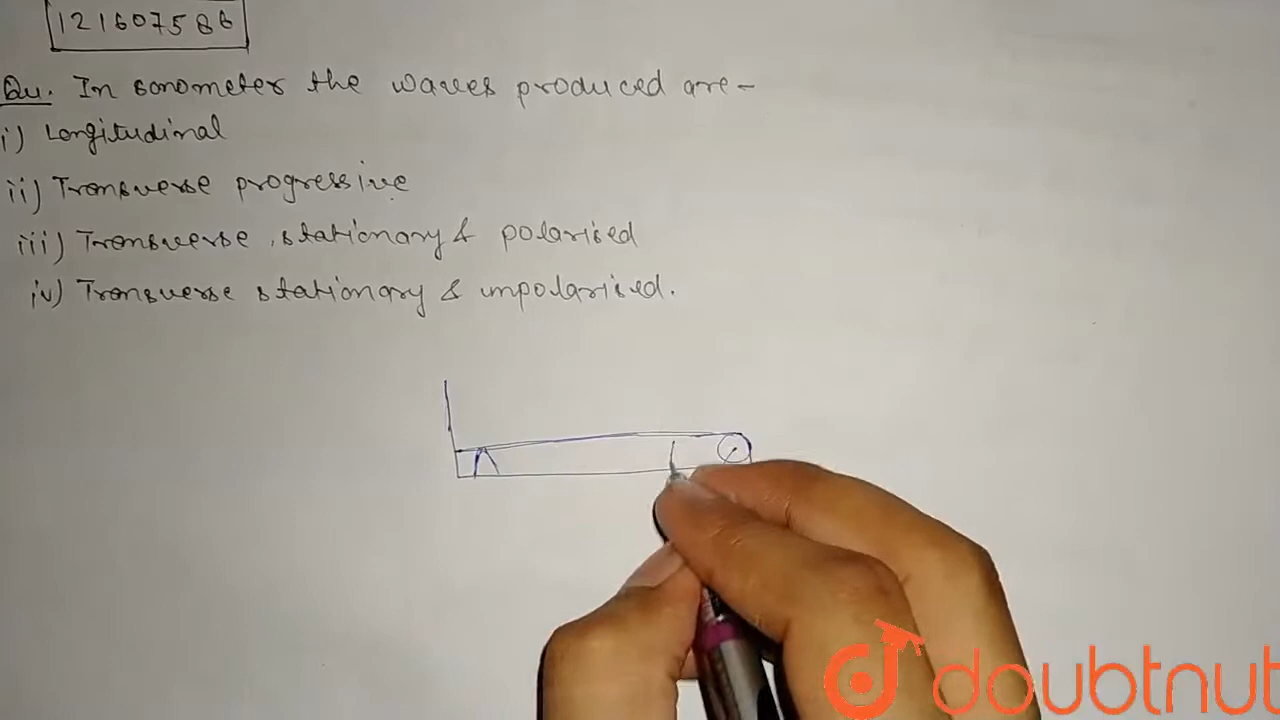 121607586
Qu. In sonometer the waves produced are-
i) Longitudinal
ii) Transverse progressive
iii) Transverse, stationary & polarised
iv) Transverse stationary & unpolarised.
doubtnut